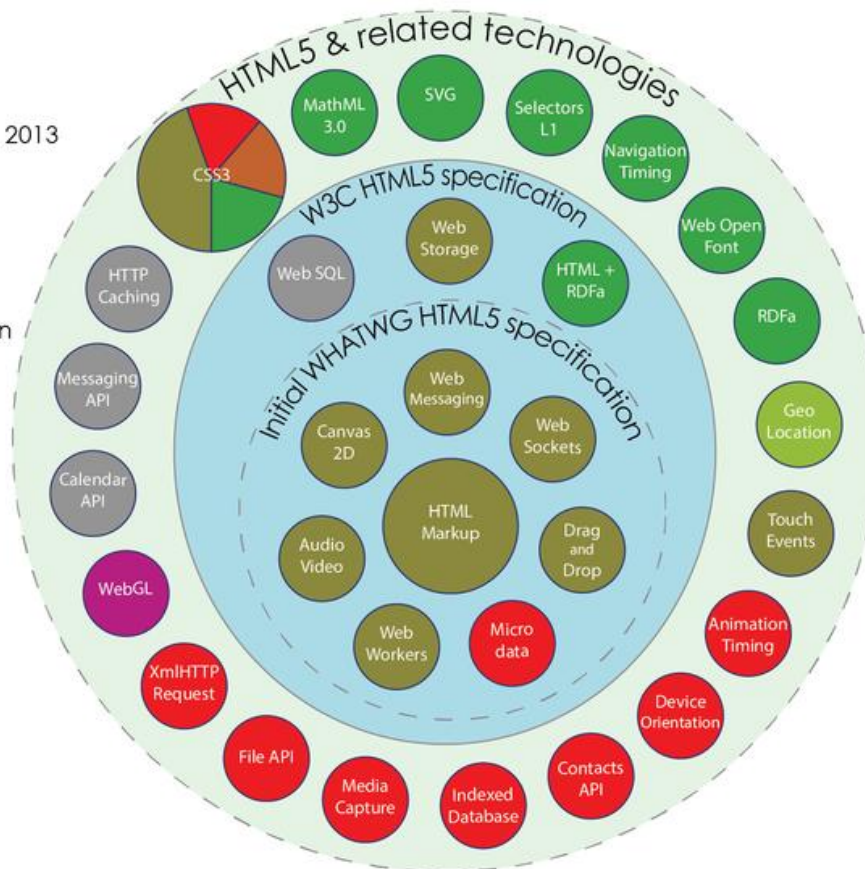 HTML5 & related technologies
2013
MathML
3.0
SVG
Selectors
L1
Navigation
Timing
CSS3
W3C HTML5 specification
Web Open
Font
Web
Storage
HTTP
Caching
Web SQL
HTML +
RDFa
RDFa
n
Initial WHATWG HTML5 specification
Messaging
API
Web
Messaging
Geo
Location
Canvas
2D
Web
Sockets
Calendar
API
HTML
Markup
Touch
Events
Audio
Video
Drag
and
Drop
WebGL
Animation
Timing
Web
Workers
Micro
data
XmlHTTP
Request
Device
Orientation
File API
Contacts
API
Media
Capture
Indexed
Database